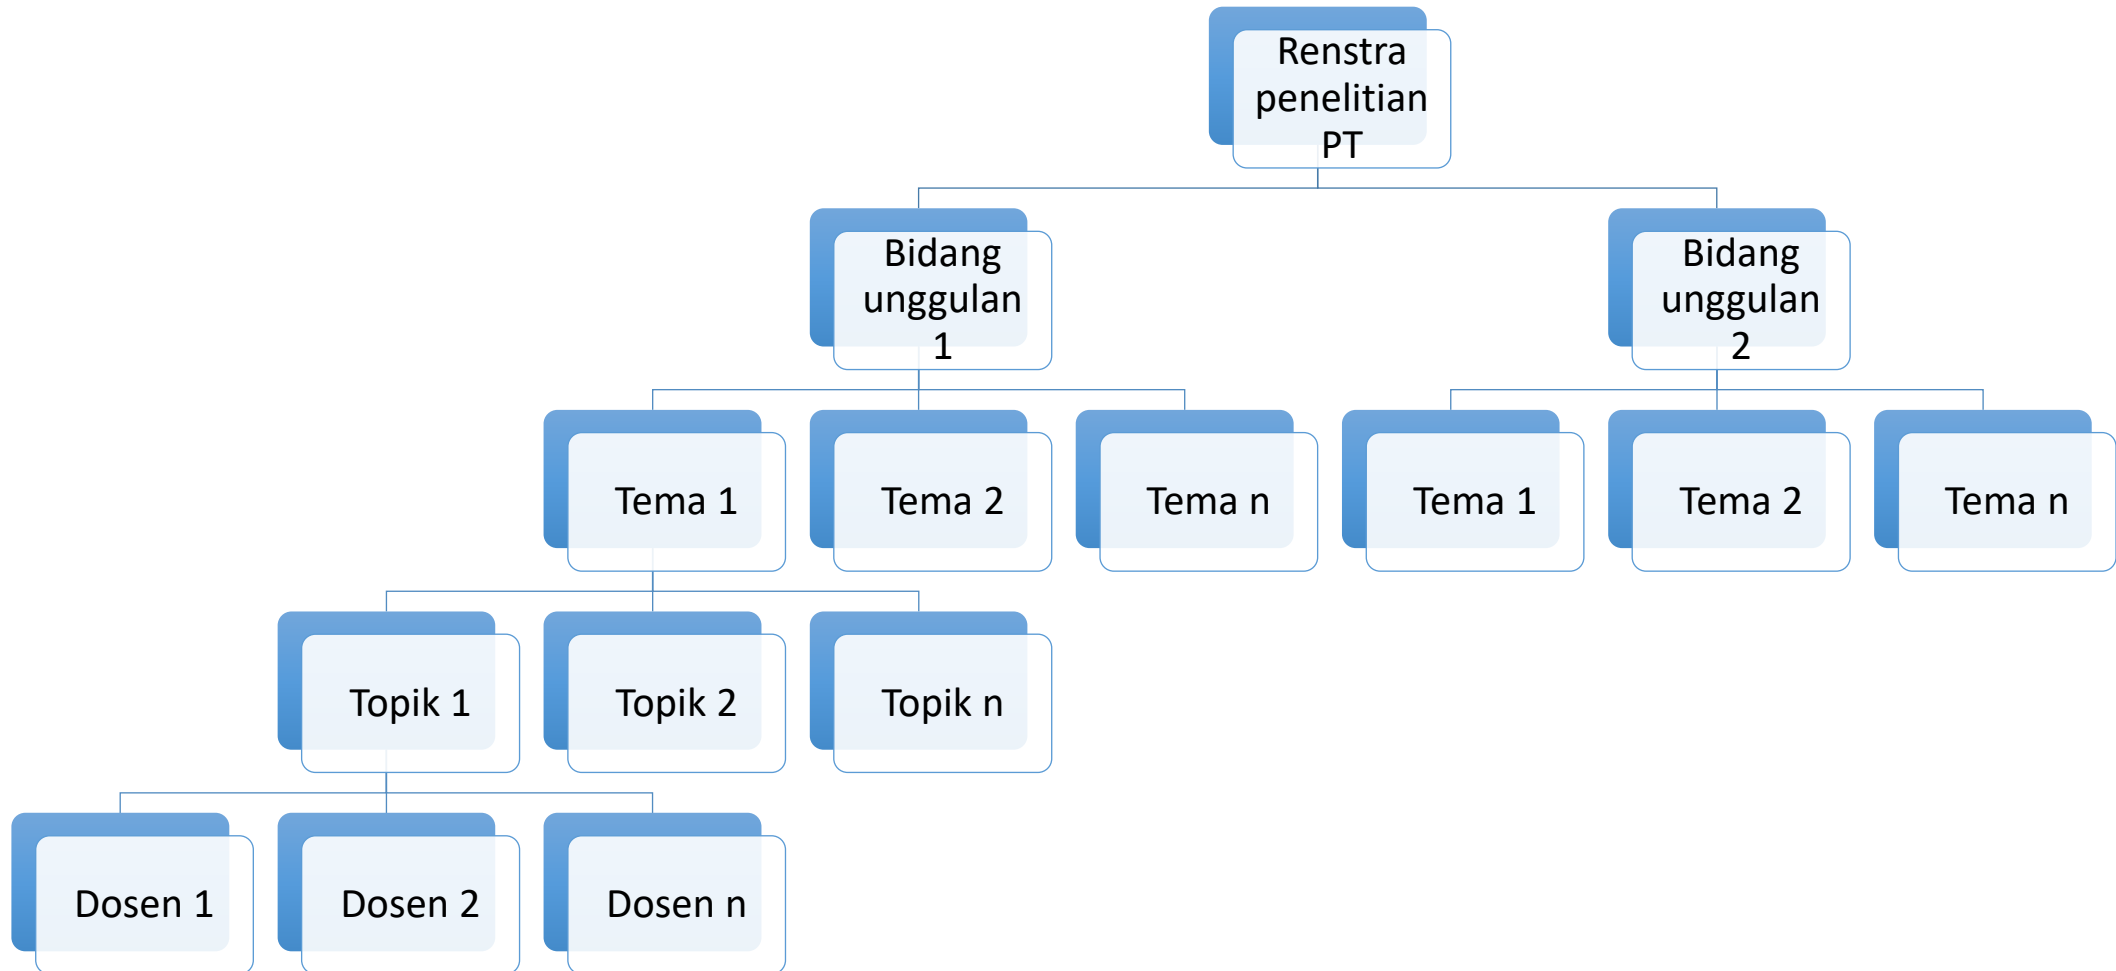 Renstra
penelitian
PT
Bidang
unggulan
1
Bidang
unggulan
2
Tema 1
Tema 2
Tema n
Tema 1
Tema 2
Tema n
Topik 1
Topik 2
Topik n
Dosen 1
Dosen 2
Dosen n